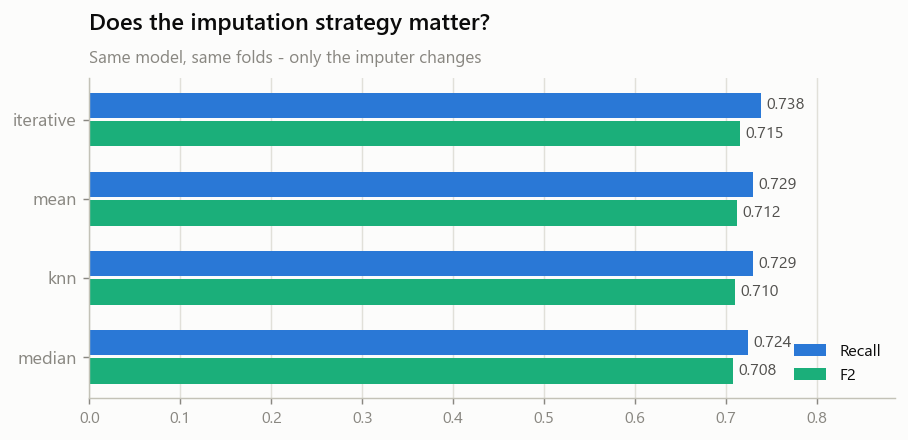 Does the imputation strategy matter?
Same model, same folds - only the imputer changes
iterative
0.738
0.715
mean
0.729
0.712
knn
0.729
0.710
median
0.724
0.708
Recall
F2
0.0 0.1 0.2 0.3 0.4 0.5 0.6 0.7 0.8